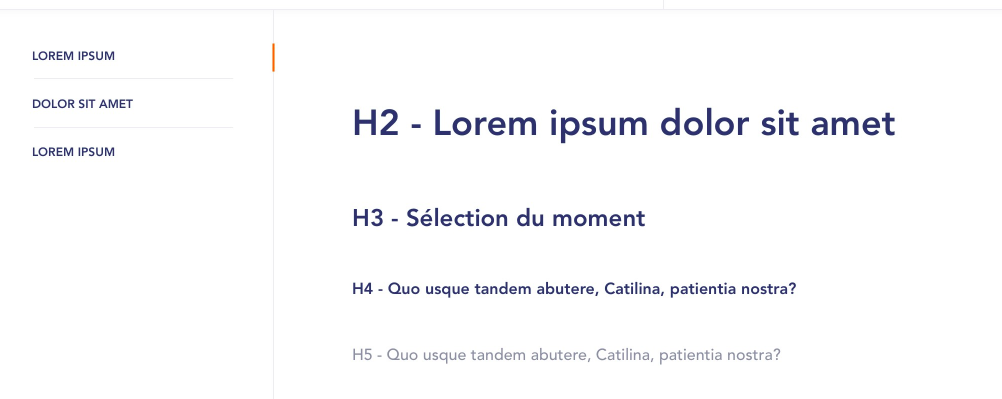 LOREM IPSUM
DOLOR SIT AMET
LOREM IPSUM
H2 - Lorem ipsum dolor sit amet
H3 - Sélection du moment
H4 - Quo usque tandem abutere, Catilina, patientia nostra?
H5 - Quo usque tandem abutere, Catilina, patientia nostra?